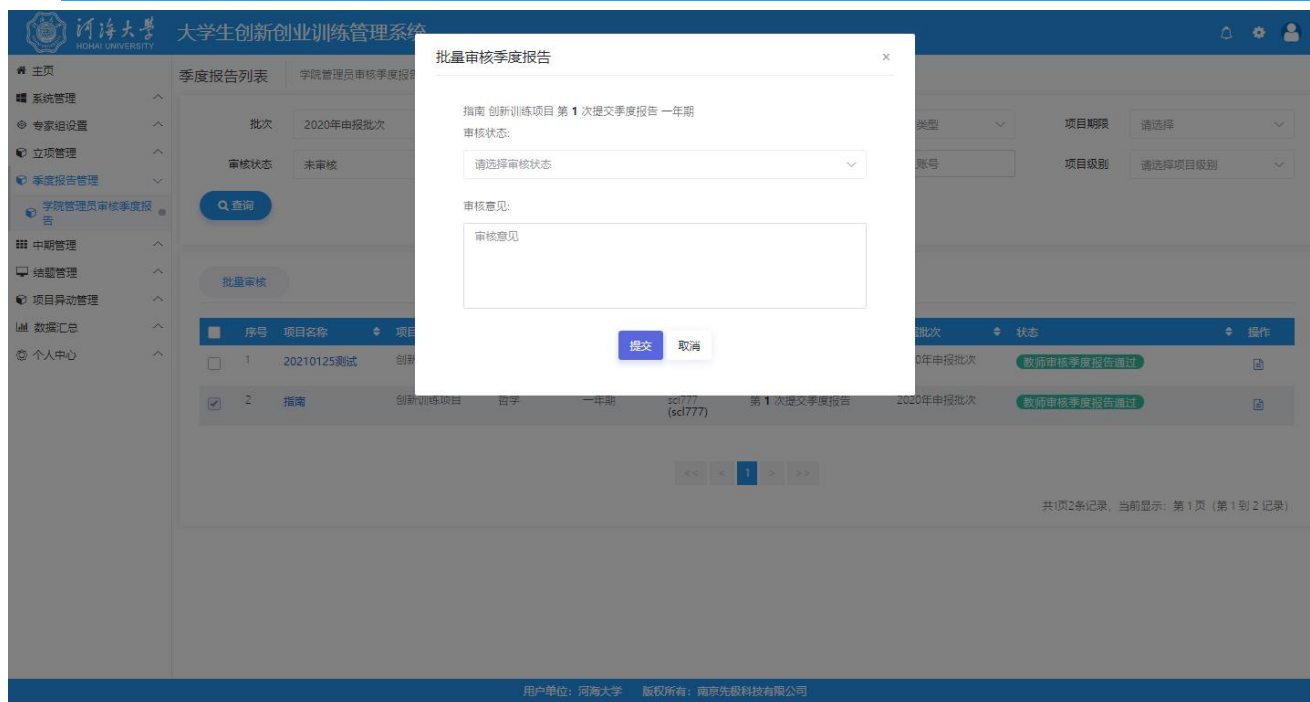 河海大学
HOHAI UNIVERSITY
大学生创新创业训练管理系统
主页
系统管理
专家组设置
立项管理
季度报告管理
学院管理员审核季度报
告
中期管理
结题管理
项目异动管理
数据汇总
个人中心
季度报告列表 学院管理员审核季度报告
批次 2020年申报批次
类型
项目期限 请选择
审核状态 未审核
账号
项目级别 请选择项目级别
查询
批量审核
批量审核季度报告 ×
指南 创新训练项目 第 1 次提交季度报告 一年期
审核状态:
请选择审核状态
审核意见:
审核意见
提交 取消
序号 项目名称 批次 状态 操作
1 20210125测试 年申报批次 教师审核季度报告通过
2 指南 创新训练项目 哲学 一年期 scl777 第 1 次提交季度报告 2020年申报批次 教师审核季度报告通过
(scl777)
<< < 1 > >>
共1页2条记录, 当前显示: 第 1 页 (第 1 到 2 记录)
用户单位: 河海大学 版权所有: 南京先极科技有限公司